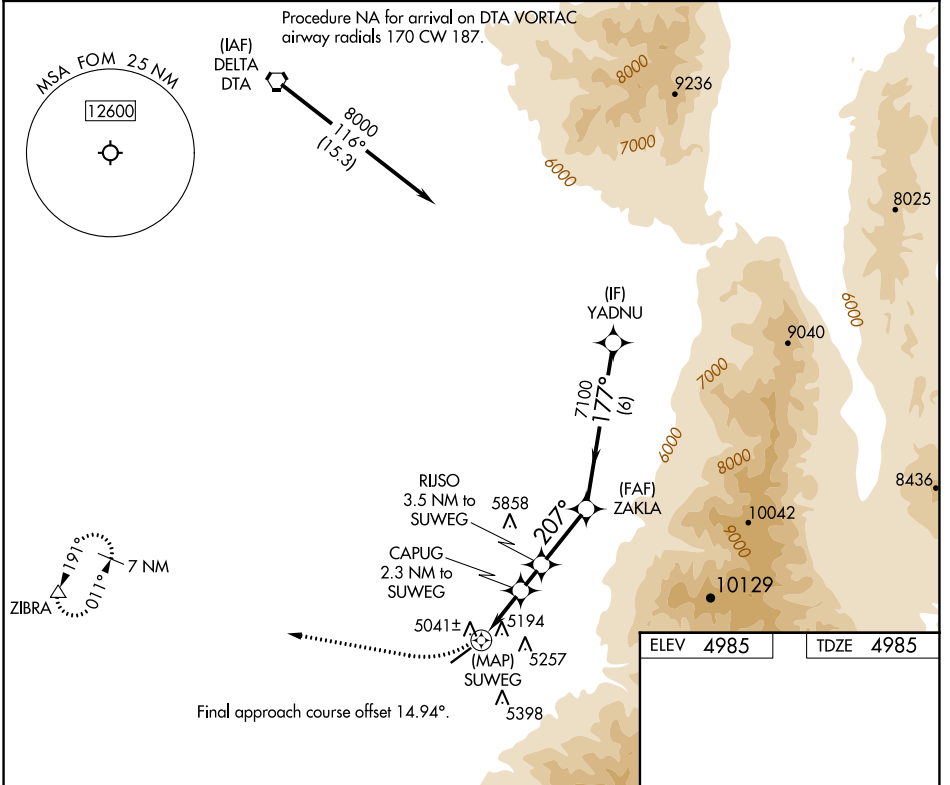 Procedure NA for arrival on DTA VORTAC
airway radials 170 CW 187.
(IAF)
DELTA
DTA
MSA FOM 25 NM
12600
8000
116°
(15.3)
8000
9236
7000
6000
8025
6000
(IF)
YADNU
9040
7000
7100
177°
(6)
6000
8000
8436
RIJSO
3.5 NM to
SUWEG
5858
207°
(FAF)
ZAKLA
10042
9000
CAPUG
2.3 NM to
SUWEG
191°
011°
7 NM
ZIBRA
10129
5041±
5194
5257
(MAP)
SUWEG
5398
Final approach course offset 14.94°.
ELEV 4985
TDZE 4985